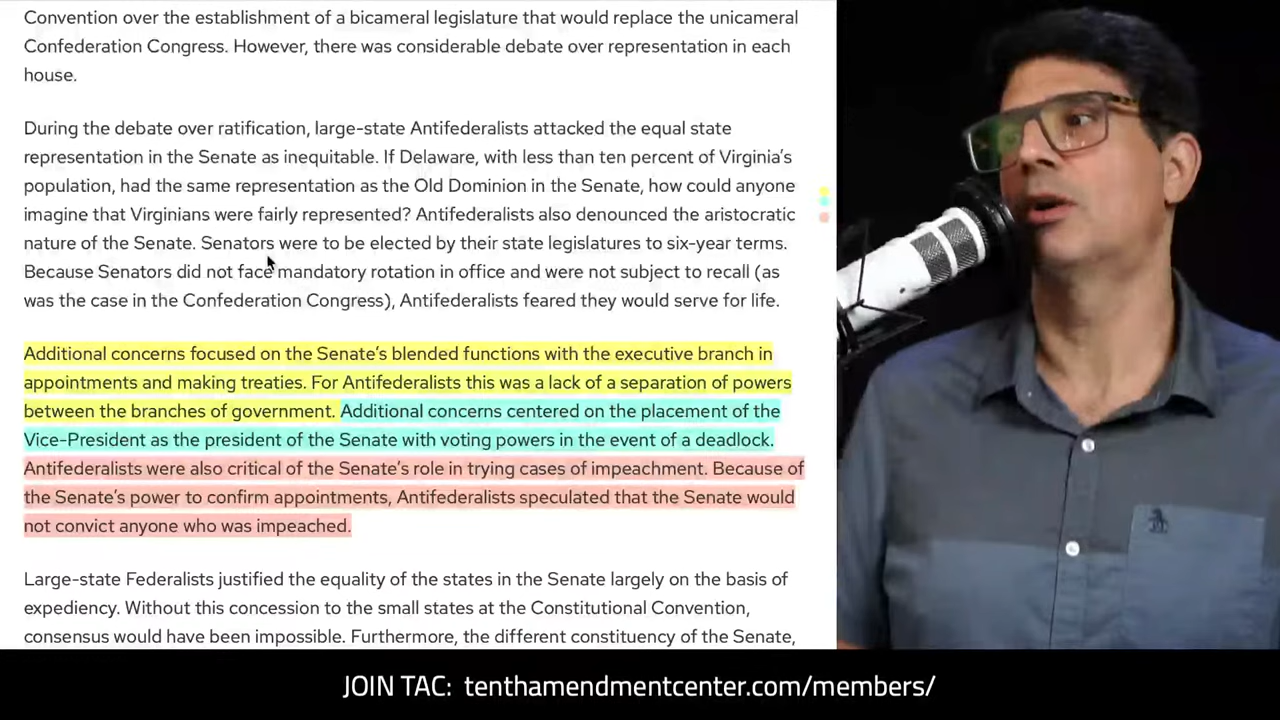 Convention over the establishment of a bicameral legislature that would replace the unicameral
Confederation Congress. However, there was considerable debate over representation in each
house.
During the debate over ratification, large-state Antifederalists attacked the equal state
representation in the Senate as inequitable. If Delaware, with less than ten percent of Virginia's
population, had the same representation as the Old Dominion in the Senate, how could anyone
imagine that Virginians were fairly represented? Antifederalists also denounced the aristocratic
nature of the Senate. Senators were to be elected by their state legislatures to six-year terms.
Because Senators did not face mandatory rotation in office and were not subject to recall (as
was the case in the Confederation Congress), Antifederalists feared they would serve for life.
Additional concerns focused on the Senate's blended functions with the executive branch in
appointments and making treaties. For Antifederalists this was a lack of a separation of powers
between the branches of government. Additional concerns centered on the placement of the
Vice-President as the president of the Senate with voting powers in the event of a deadlock.
Antifederalists were also critical of the Senate's role in trying cases of impeachment. Because of
the Senate's power to confirm appointments, Antifederalists speculated that the Senate would
not convict anyone who was impeached.
Large-state Federalists justified the equality of the states in the Senate largely on the basis of
expediency. Without this concession to the small states at the Constitutional Convention,
consensus would have been impossible. Furthermore, the different constituency of the Senate,
JOIN TAC: tenthamendmentcenter.com/members/